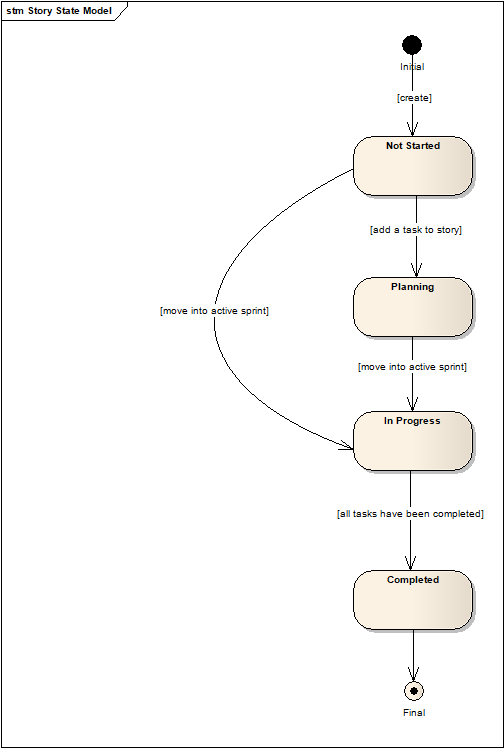 stm Story State Model
Initial
[create]
Not Started
[add a task to story]
Planning
[move into active sprint]
[move into active sprint]
In Progress
[all tasks have been completed]
Completed
Final